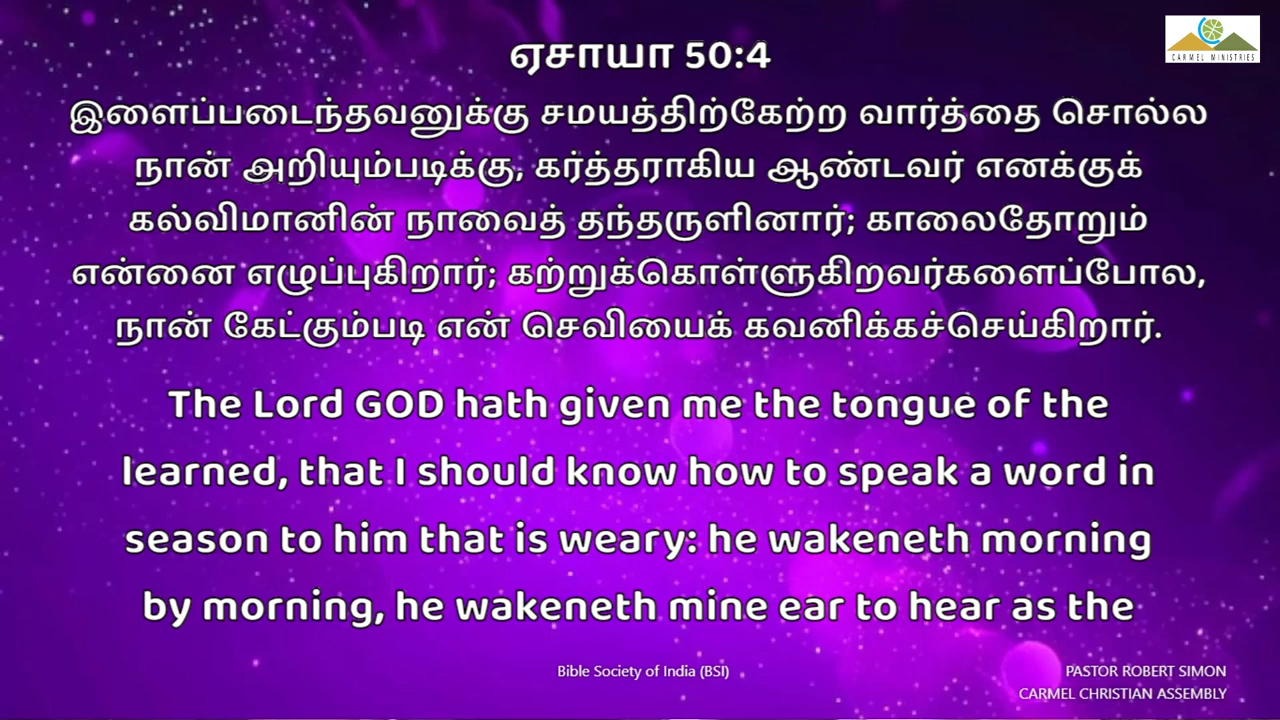 CARMEL MINISTRIES
ஏசாயா 50:4
இளைப்படைந்தவனுக்கு சமயத்திற்கேற்ற வார்த்தை சொல்ல
நான் அறியும்படிக்கு, கர்த்தராகிய ஆண்டவர் எனக்குக்
கல்விமானின் நாவைத் தந்தருளினார்; காலைதோறும்
என்னை எழுப்புகிறார்; கற்றுக்கொள்ளுகிறவர்களைப்போல,
நான் கேட்கும்படி என் செவியைக் கவனிக்கச்செய்கிறார்.
The Lord GOD hath given me the tongue of the
learned, that I should know how to speak a word in
season to him that is weary: he wakeneth morning
by morning, he wakeneth mine ear to hear as the
Bible Society of India (BSI)
PASTOR ROBERT SIMON
CARMEL CHRISTIAN ASSEMBLY